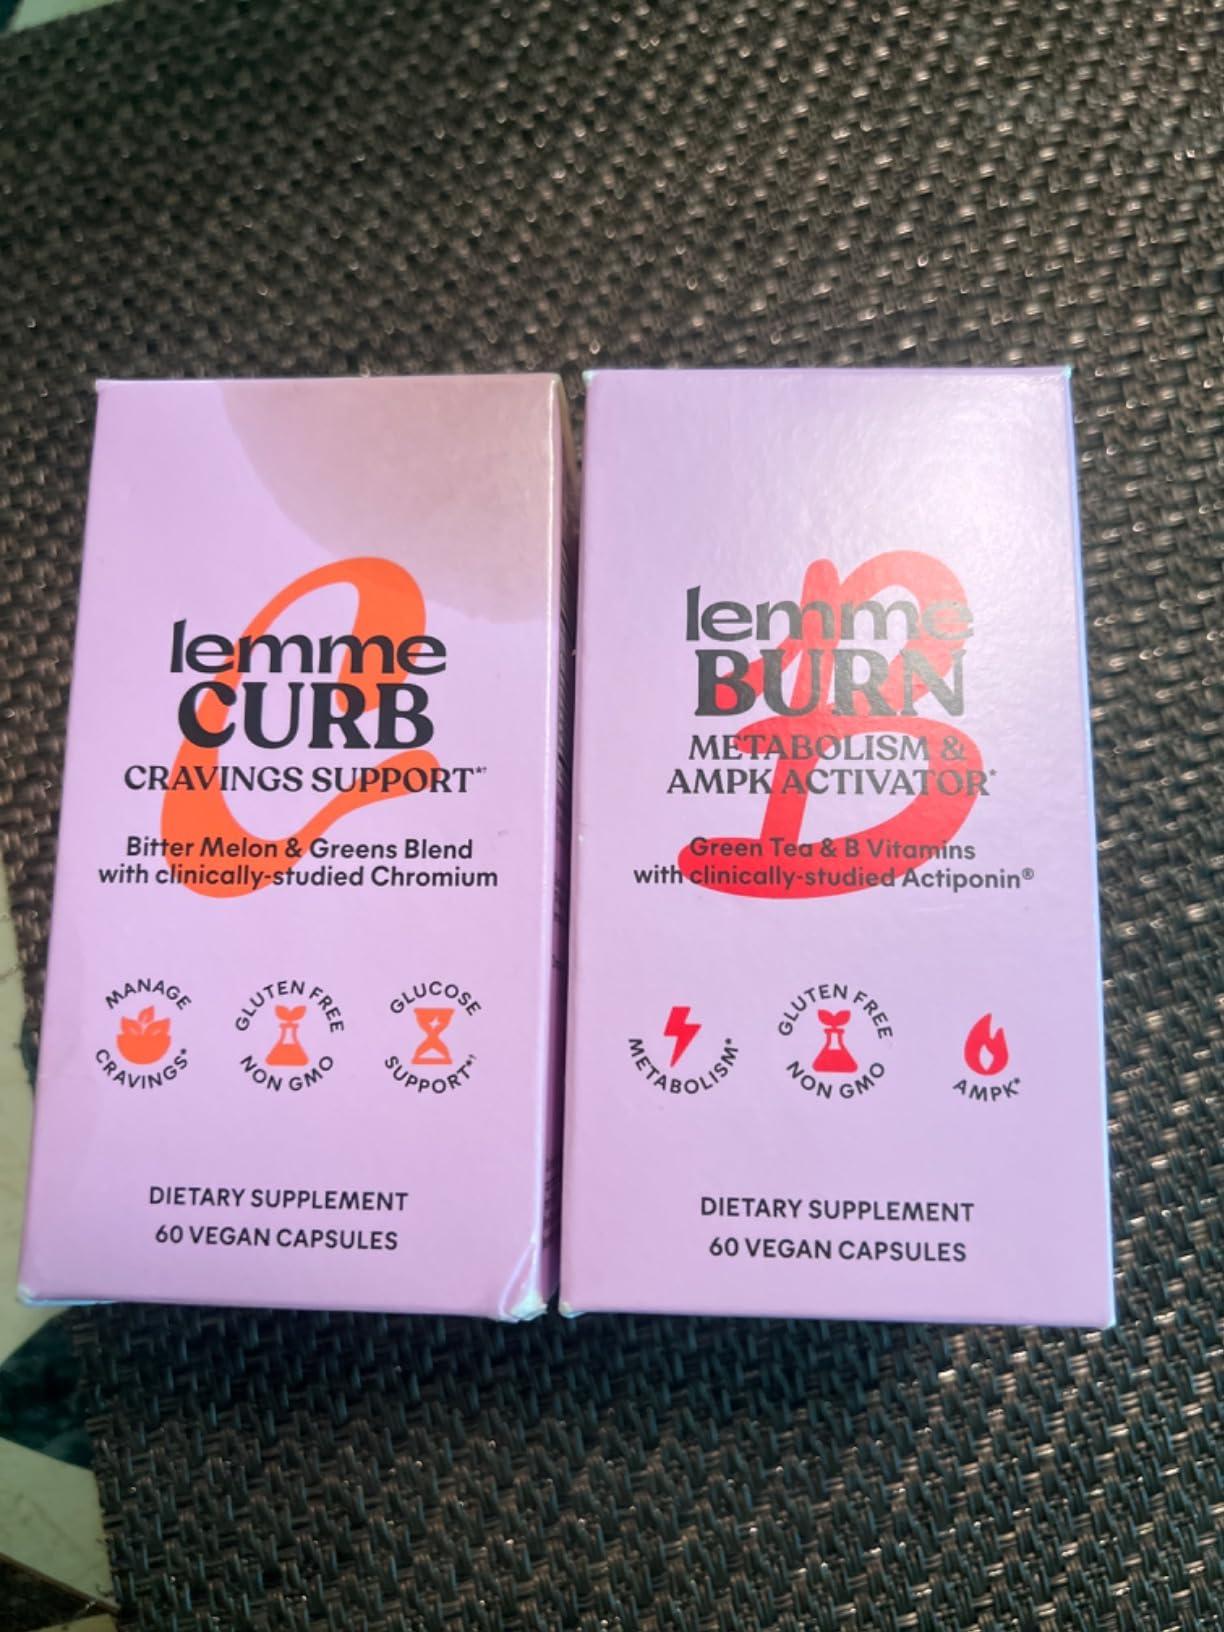 lemme
CURB
CRAVINGS SUPPORT*†
Bitter Melon & Greens Blend
with clinically-studied Chromium
MANAGE
CRAVINGS*
GLUTEN FREE
NON GMO
GLUCOSE
SUPPORT*†
DIETARY SUPPLEMENT
60 VEGAN CAPSULES
lemme
BURN
METABOLISM &
AMPK ACTIVATOR*
Green Tea & B Vitamins
with clinically-studied Actiponin®
METABOLISM*
GLUTEN FREE
NON GMO
AMPK*
DIETARY SUPPLEMENT
60 VEGAN CAPSULES